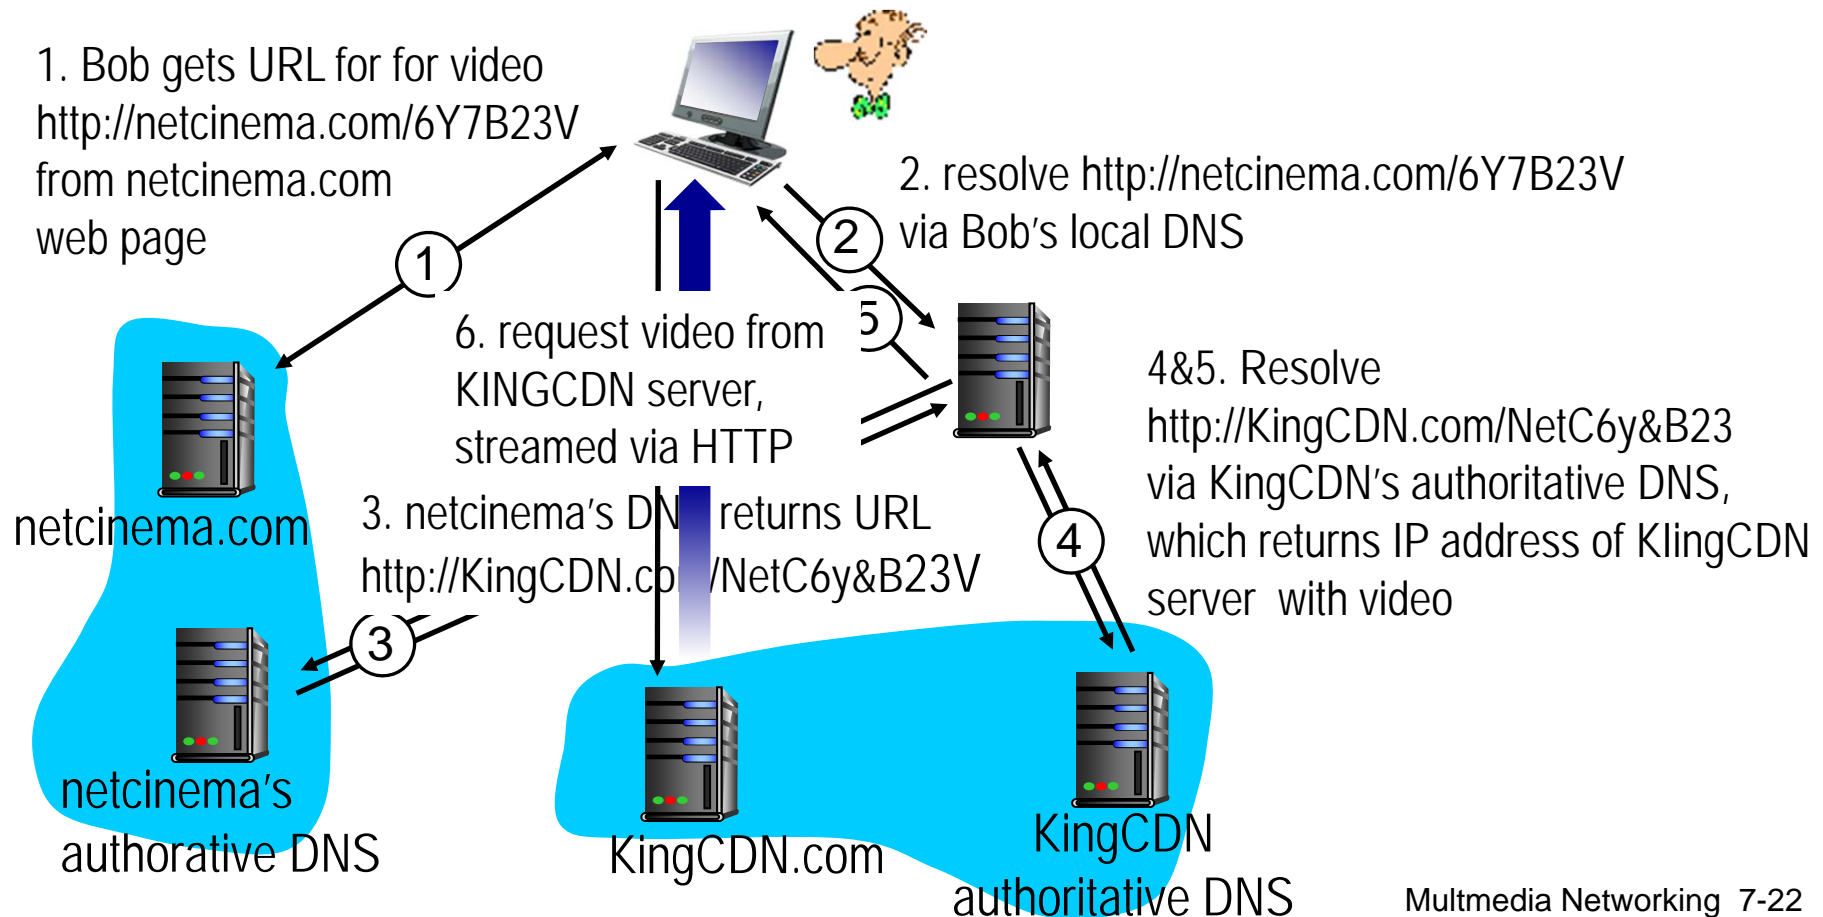 1. Bob gets URL for for video
http://netcinema.com/6Y7B23V
from netcinema.com
web page
2. resolve http://netcinema.com/6Y7B23V
via Bob's local DNS
1
2
5
6. request video from
KINGCDN server,
streamed via HTTP
4&5. Resolve
http://KingCDN.com/NetC6y&B23
via KingCDN's authoritative DNS,
which returns IP address of KIingCDN
server with video
netcinema.com
3. netcinema's DN returns URL
http://KingCDN.co /NetC6y&B23V
4
3
netcinema's
authorative DNS
KingCDN.com
KingCDN
authoritative DNS
Multmedia Networking 7-22